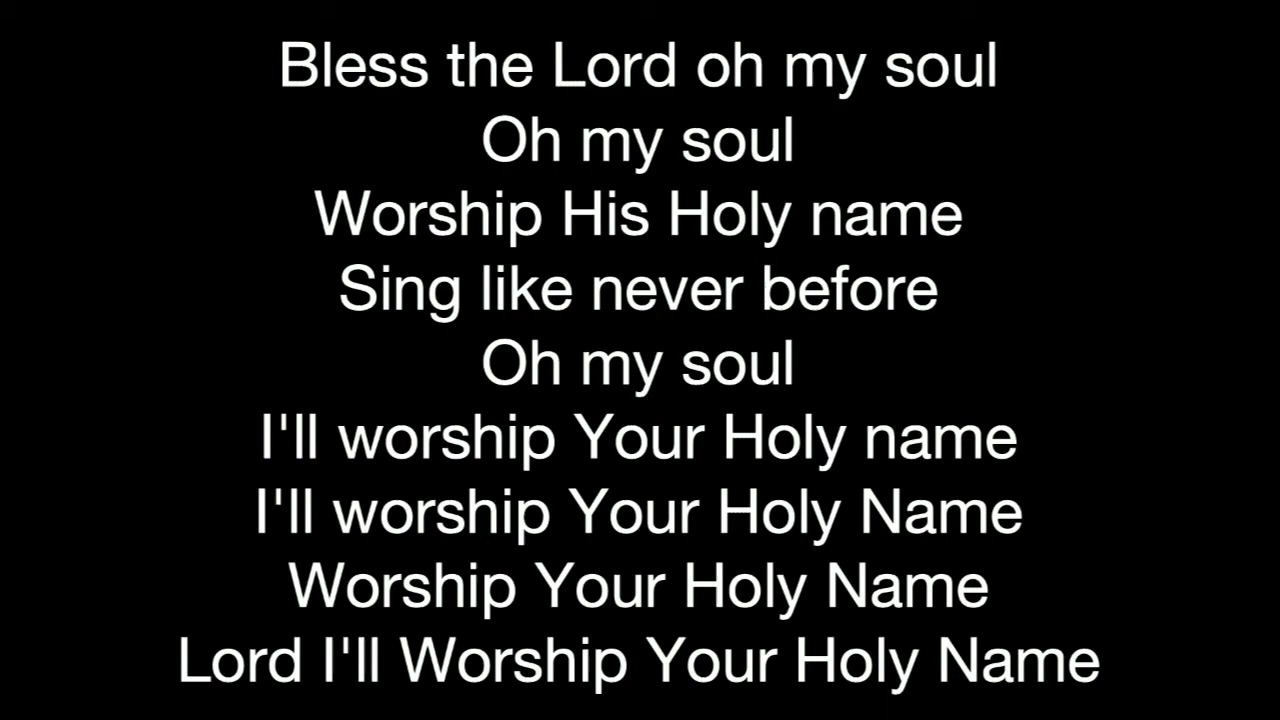 Bless the Lord oh my soul
Oh my soul
Worship His Holy name
Sing like never before
Oh my soul
I'll worship Your Holy name
I'll worship Your Holy Name
Worship Your Holy Name
Lord I'll Worship Your Holy Name